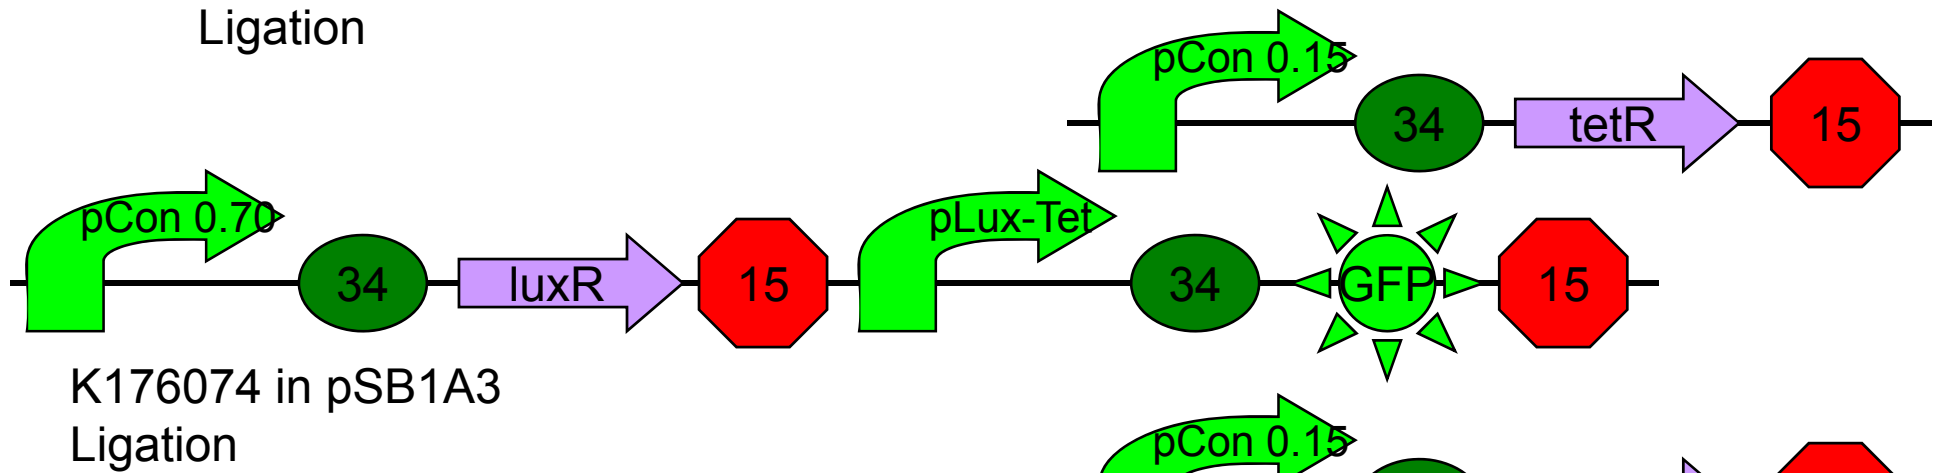 Ligation
pCon 0.15
34 tetR 15
pCon 0.70 pLux-Tet
34 luxR 15 34 GFP 15
K176074 in pSB1A3
Ligation
pCon 0.15